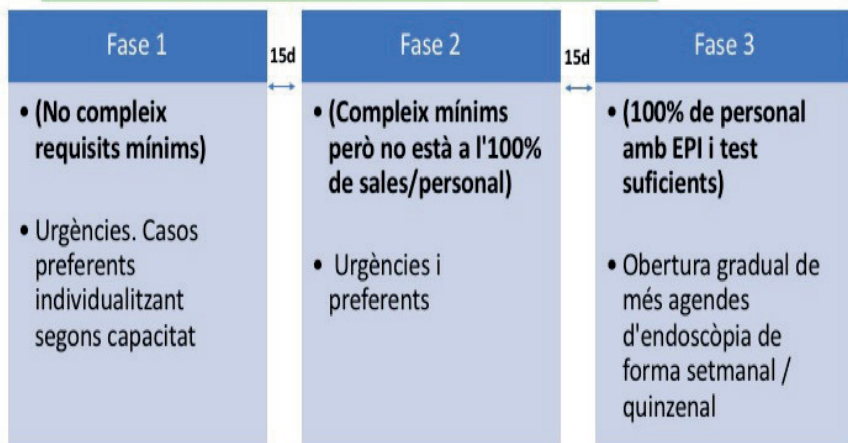 Fase 1
• (No compleix
requisits mínims)
• Urgències. Casos
preferents
individualitzant
segons capacitat
15d
Fase 2
• (Compleix mínims
però no està a l'100%
de sales/personal)
• Urgències i
preferents
15d
Fase 3
• (100% de personal
amb EPI i test
suficients)
• Obertura gradual de
més agendes
d'endoscòpia de
forma setmanal /
quinzenal